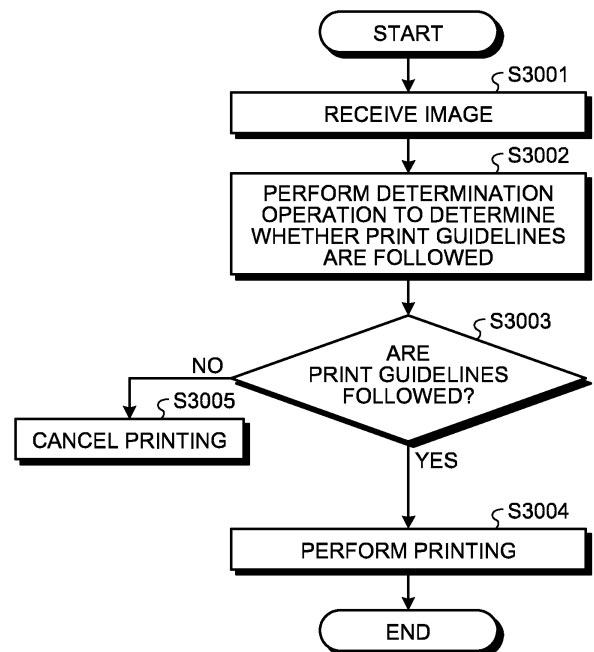 START
S3001
RECEIVE IMAGE
S3002
PERFORM DETERMINATION
OPERATION TO DETERMINE
WHETHER PRINT GUIDELINES
ARE FOLLOWED
S3003
ARE
PRINT GUIDELINES
FOLLOWED?
NO
S3005
CANCEL PRINTING
YES
S3004
PERFORM PRINTING
END